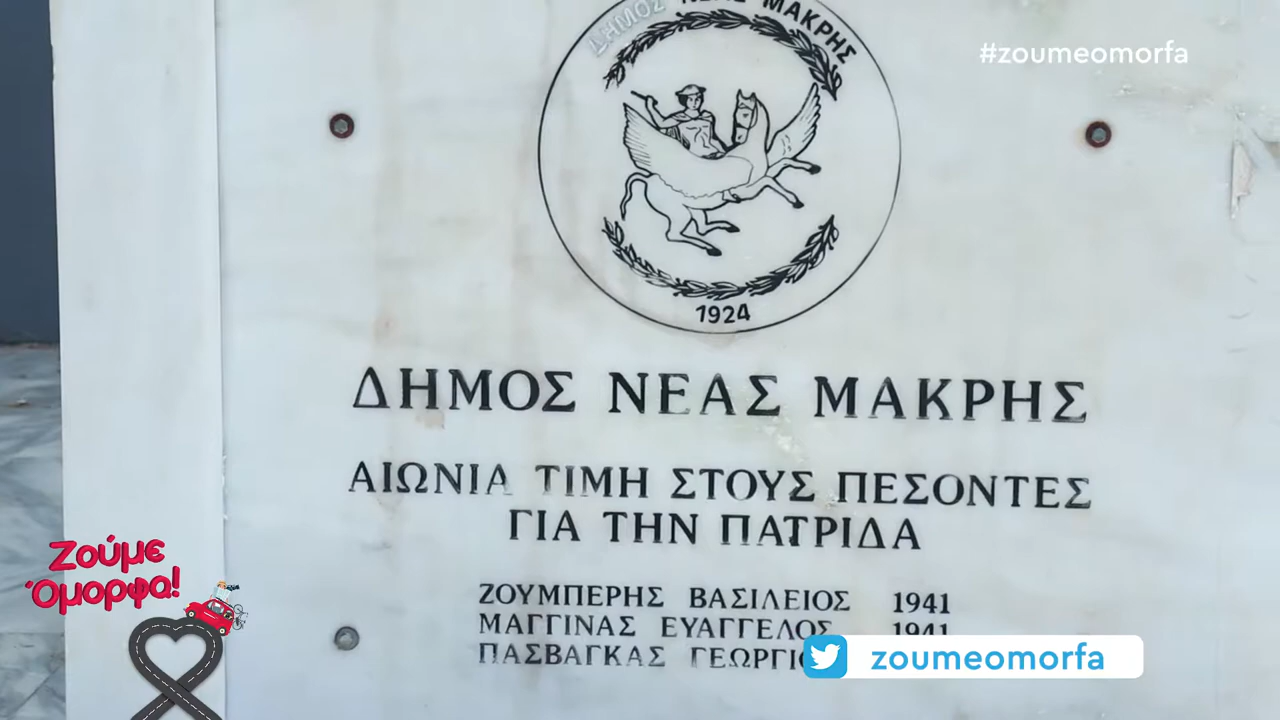 #zoumeomorfa
ΔΗΜΟΣ ΝΕΑΣ ΜΑΚΡΗΣ
1924
ΔΗΜΟΣ ΝΕΑΣ ΜΑΚΡΗΣ
ΑΙΩΝΙΑ ΤΙΜΗ ΣΤΟΥΣ ΠΕΣΟΝΤΕΣ
ΓΙΑ ΤΗΝ ΠΑΤΡΙΔΑ
ΖΟΥΜΠΕΡΗΣ ΒΑΣΙΛΕΙΟΣ 1941
ΜΑΓΓΙΝΑΣ ΕΥΑΓΓΕΛΟΣ 1941
ΠΑΣΒΑΓΚΑΣ
Ζούμε
Όμορφα!
zoumeomorfa